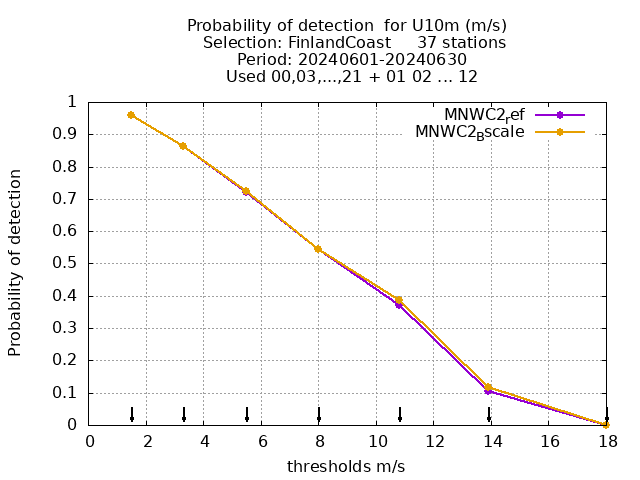 Probability of detection  for U10m (m/s)
Selection: FinlandCoast     37 stations
Period: 20240601-20240630
Used 00,03,...,21 + 01 02 ... 12
MNWC2_ref
MNWC2_Bscale
Probability of detection
1
0.9
0.8
0.7
0.6
0.5
0.4
0.3
0.2
0.1
0
0 2 4 6 8 10 12 14 16 18
thresholds m/s